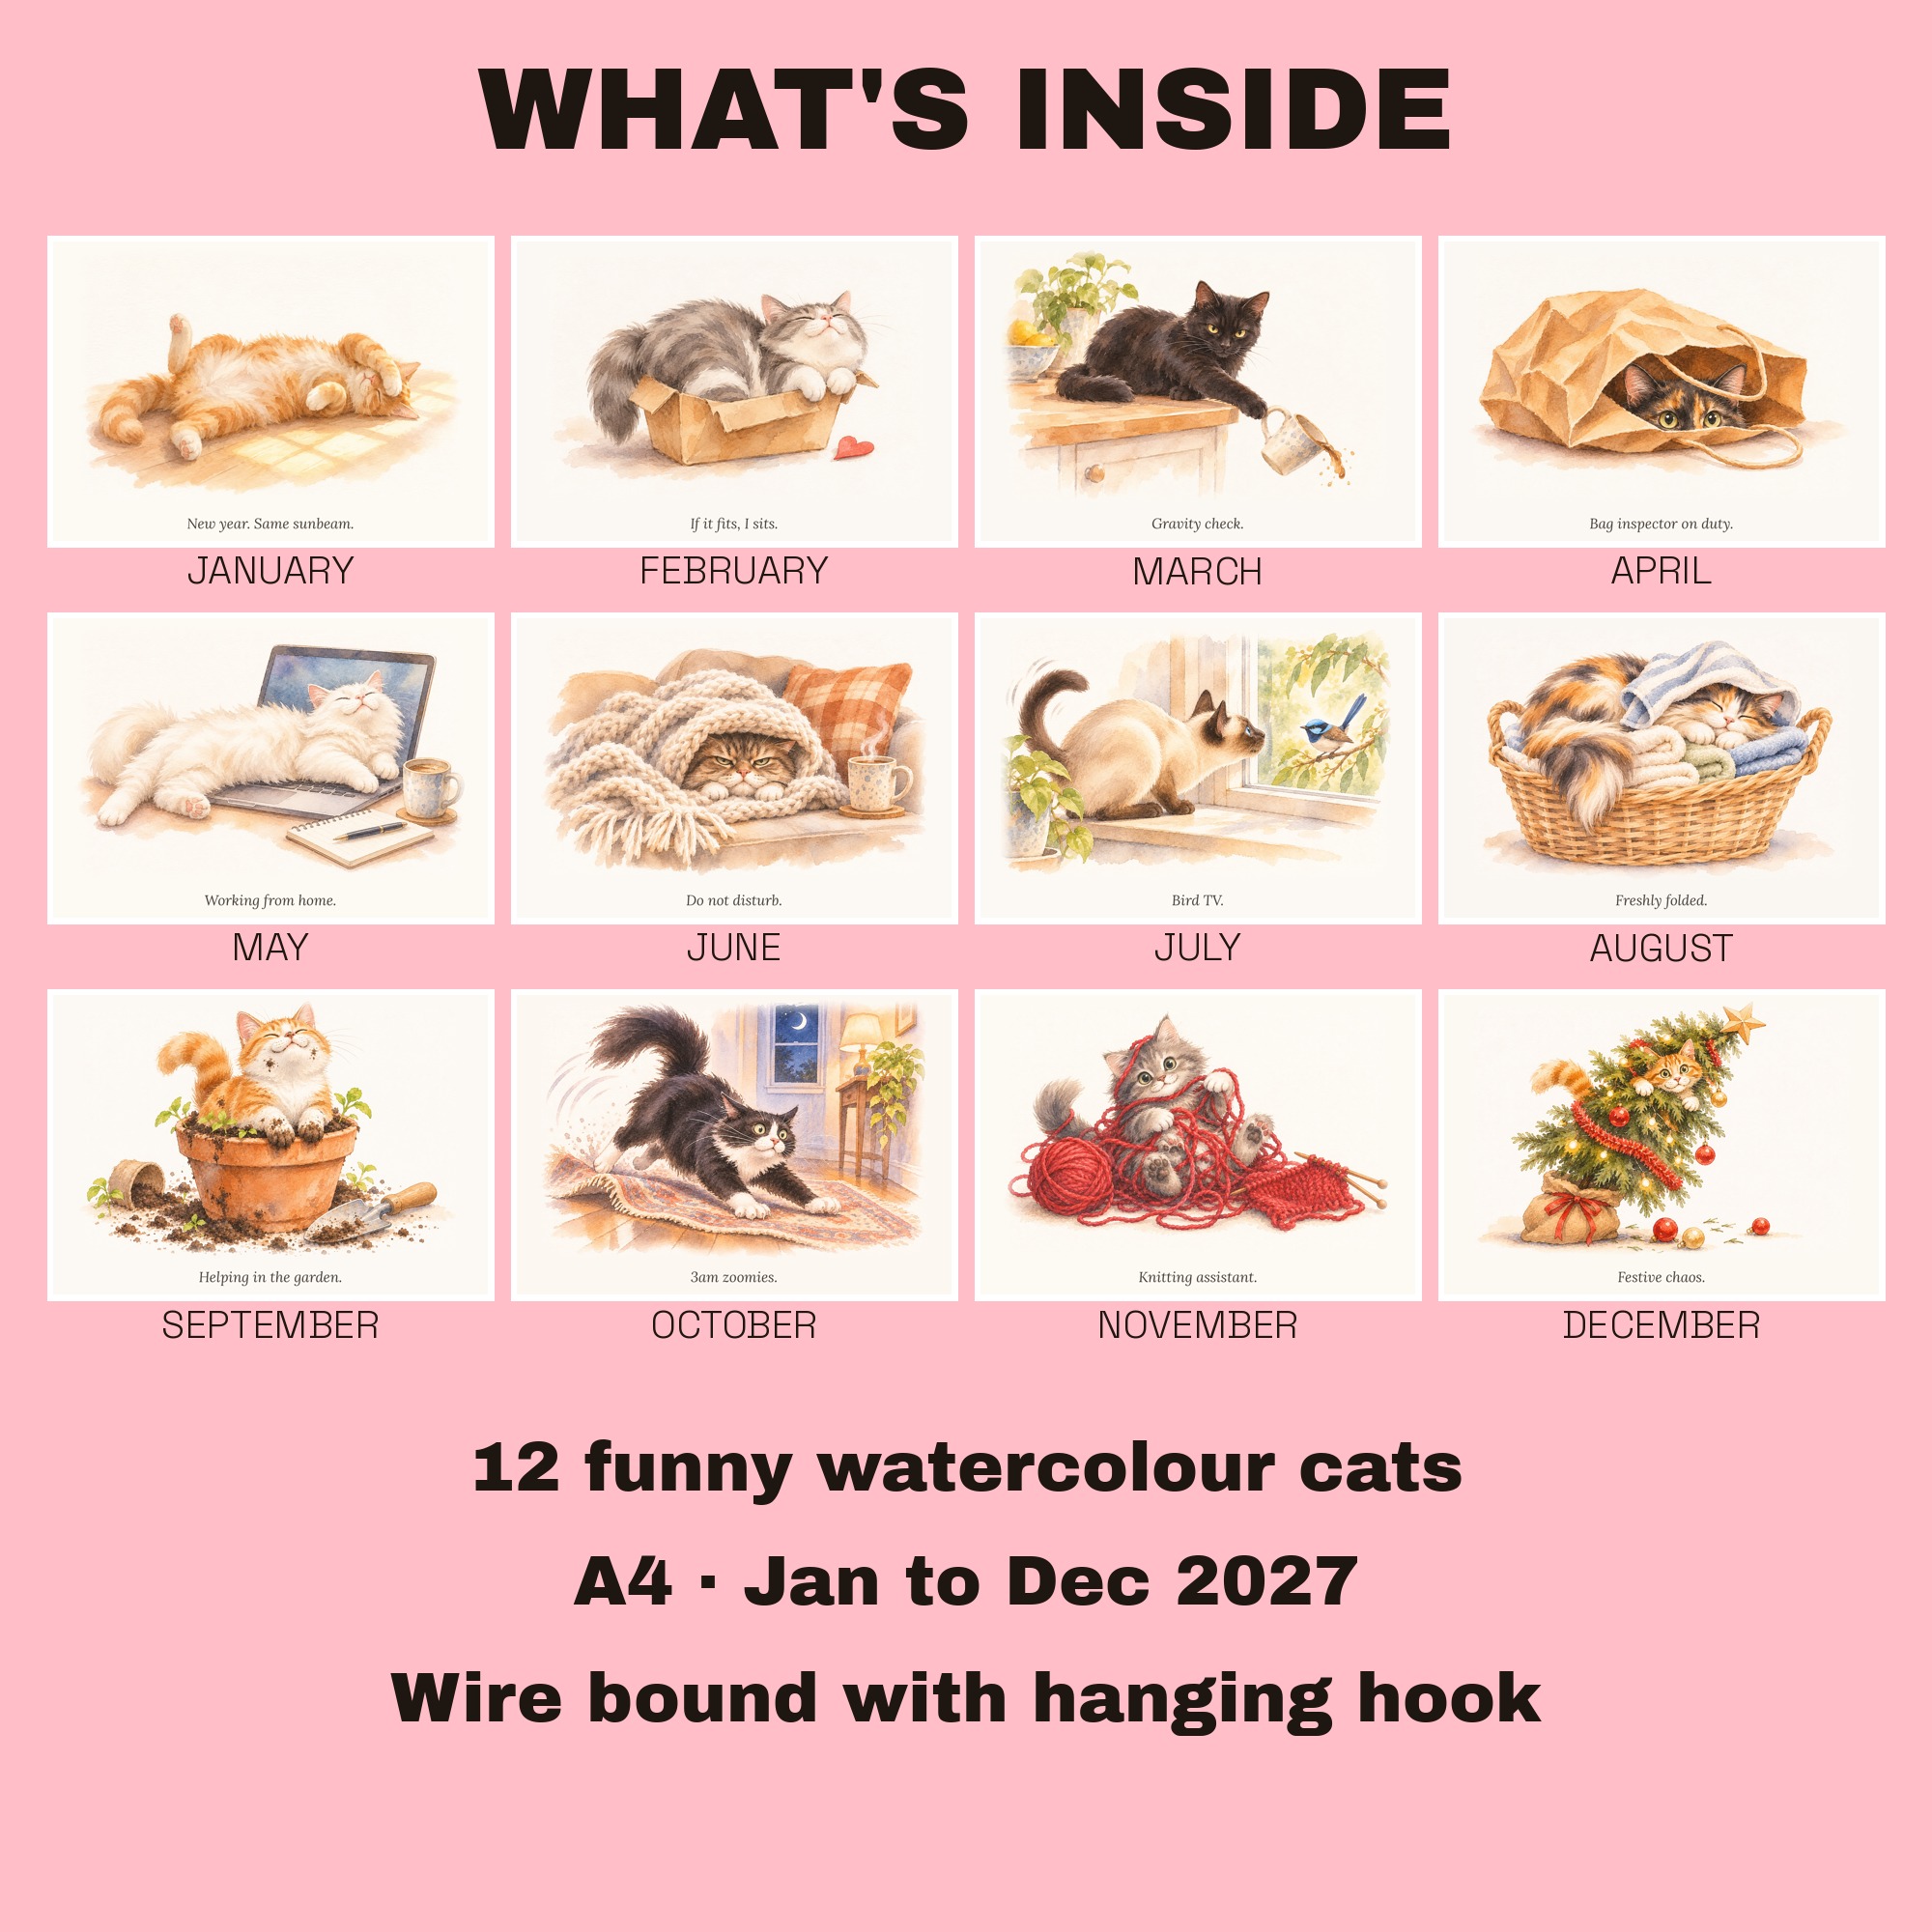 WHAT'S INSIDE
New year. Same sunbeam.
JANUARY
If it fits, I sits.
FEBRUARY
Gravity check.
MARCH
Bag inspector on duty.
APRIL
Working from home.
MAY
Do not disturb.
JUNE
Bird TV.
JULY
Freshly folded.
AUGUST
Helping in the garden.
SEPTEMBER
3am zoomies.
OCTOBER
Knitting assistant.
NOVEMBER
Festive chaos.
DECEMBER
12 funny watercolour cats
A4 · Jan to Dec 2027
Wire bound with hanging hook